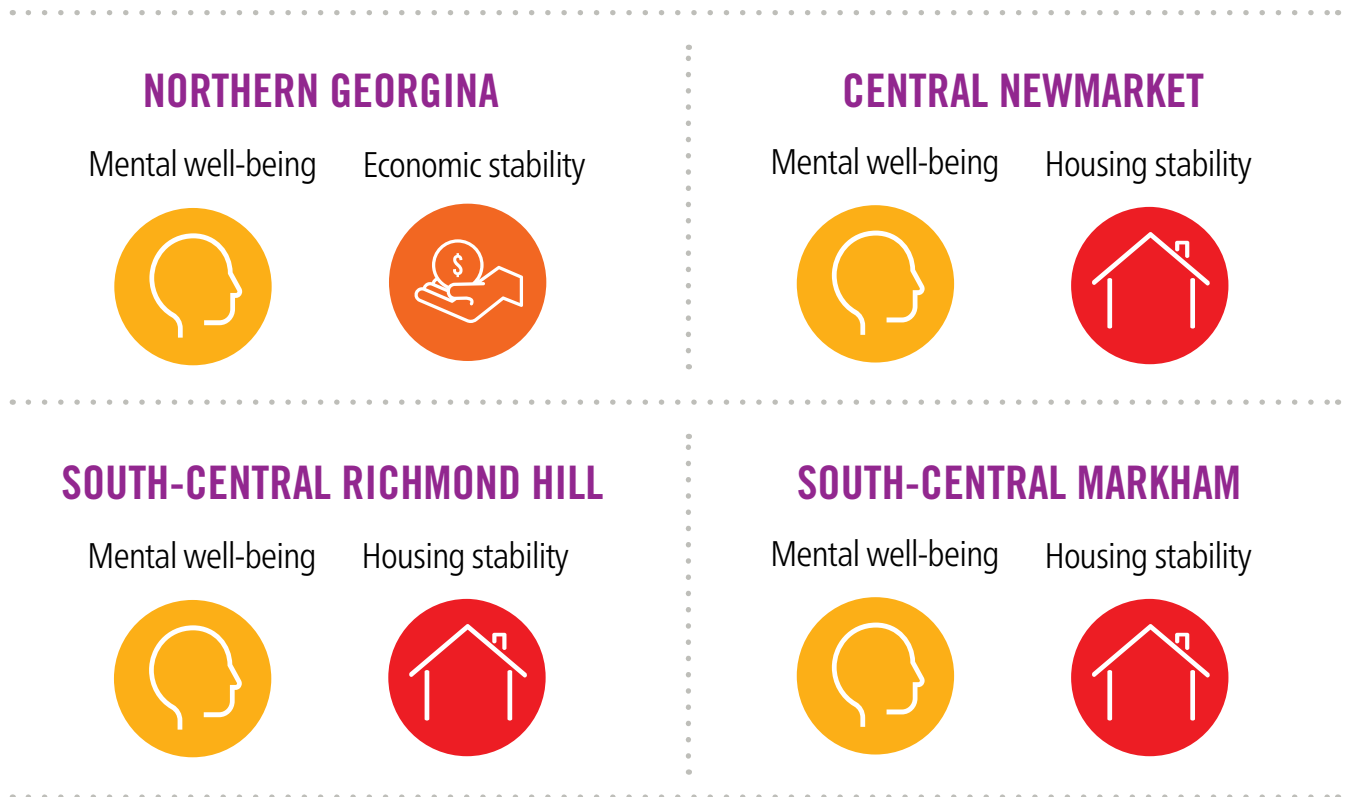 NORTHERN GEORGINA
Mental well-being
Economic stability
$
CENTRAL NEWMARKET
Mental well-being
Housing stability
SOUTH-CENTRAL RICHMOND HILL
Mental well-being
Housing stability
SOUTH-CENTRAL MARKHAM
Mental well-being
Housing stability